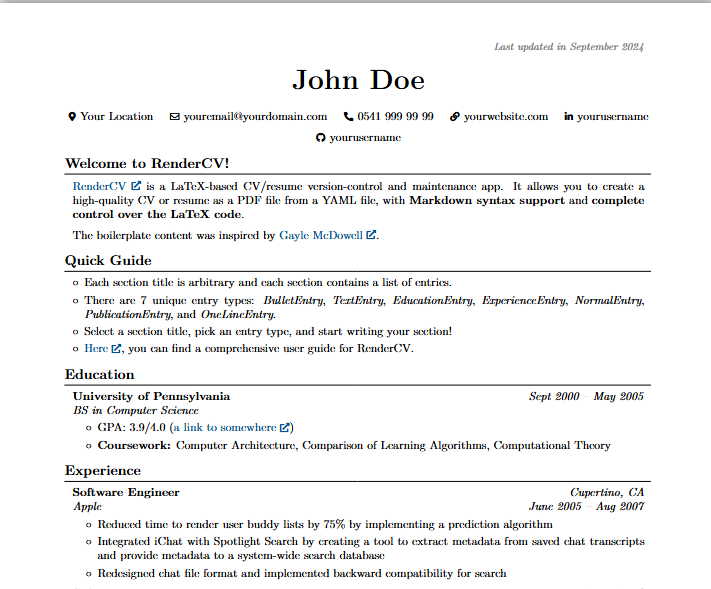 Last updated in September 2024
John Doe
Your Location youremail@yourdomain.com 0541 999 99 99 yourwebsite.com yourusername
yourusername
Welcome to RenderCV!
RenderCV is a LaTeX-based CV/resume version-control and maintenance app. It allows you to create a
high-quality CV or resume as a PDF file from a YAML file, with Markdown syntax support and complete
control over the LaTeX code.
The boilerplate content was inspired by Gayle McDowell.
Quick Guide
◦ Each section title is arbitrary and each section contains a list of entries.
◦ There are 7 unique entry types: BulletEntry, TextEntry, EducationEntry, ExperienceEntry, NormalEntry,
PublicationEntry, and OneLineEntry.
◦ Select a section title, pick an entry type, and start writing your section!
◦ Here, you can find a comprehensive user guide for RenderCV.
Education
University of Pennsylvania Sept 2000 – May 2005
BS in Computer Science
◦ GPA: 3.9/4.0 (a link to somewhere)
◦ Coursework: Computer Architecture, Comparison of Learning Algorithms, Computational Theory
Experience
Software Engineer Cupertino, CA
Apple June 2005 – Aug 2007
◦ Reduced time to render user buddy lists by 75% by implementing a prediction algorithm
◦ Integrated iChat with Spotlight Search by creating a tool to extract metadata from saved chat transcripts
and provide metadata to a system-wide search database
◦ Redesigned chat file format and implemented backward compatibility for search